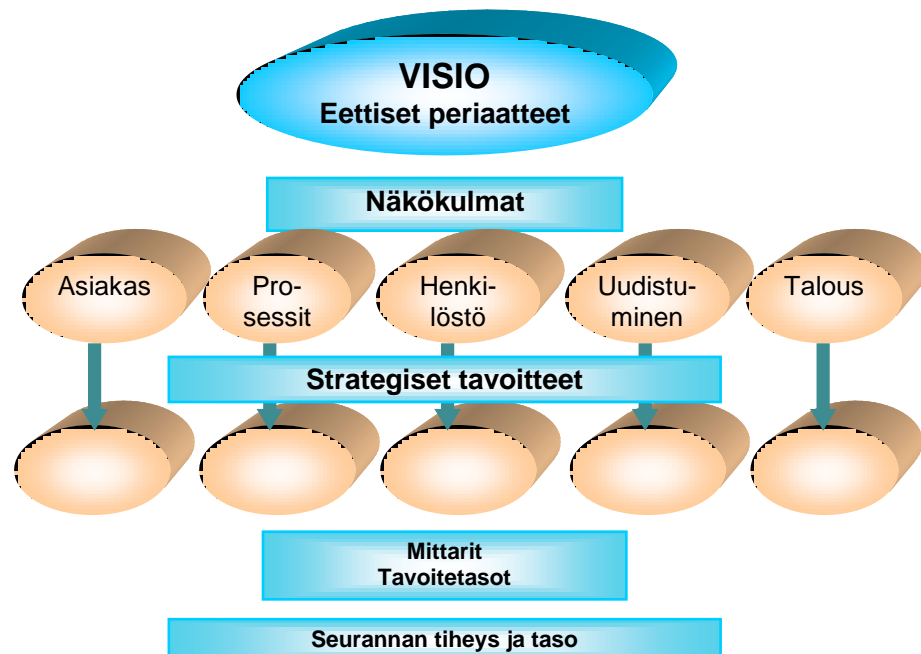 VISIO
Eettiset periaatteet
Näkökulmat
Asiakas
Pro-
sessit
Henki-
löstö
Uudistu-
minen
Talous
Strategiset tavoitteet
Mittarit
Tavoitetasot
Seurannan tiheys ja taso